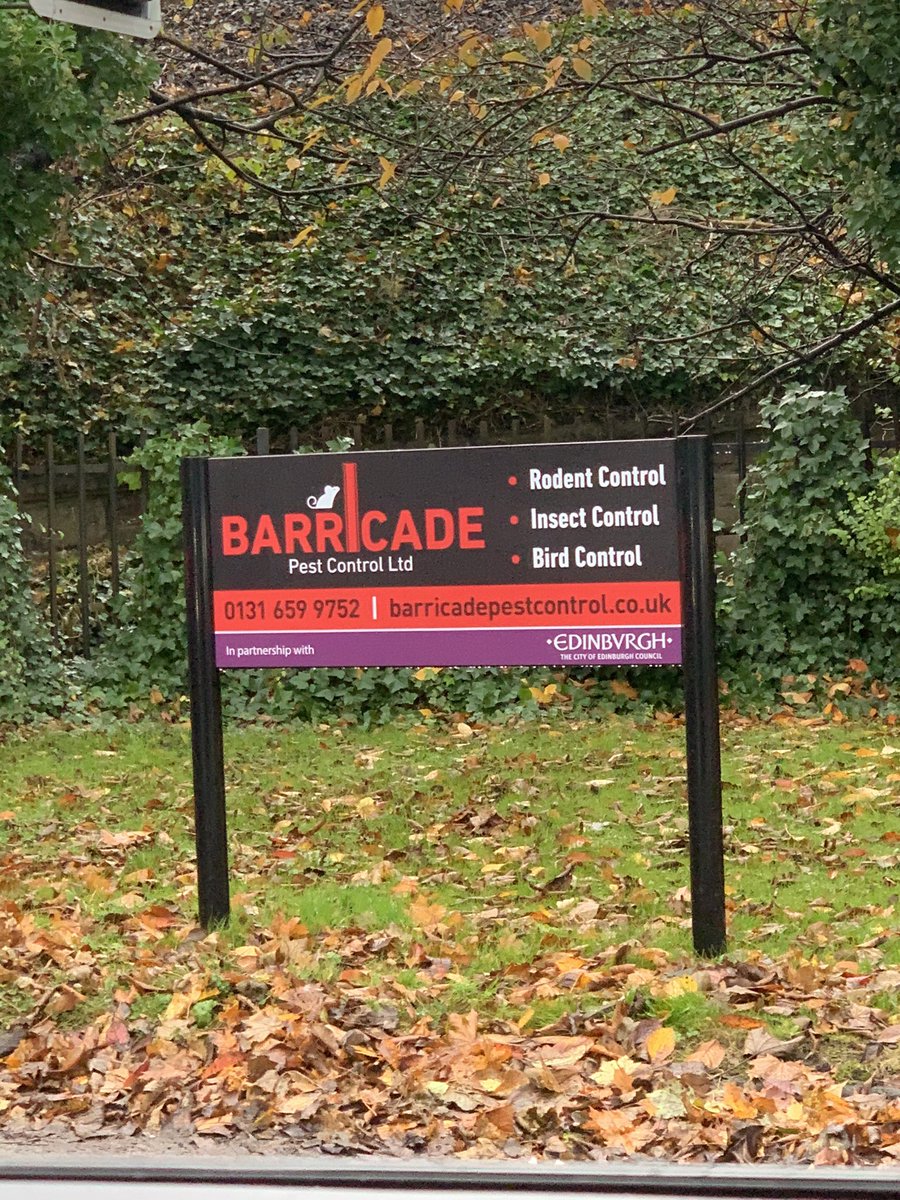 BARRICADE
Pest Control Ltd
• Rodent Control
• Insect Control
• Bird Control
0131 659 9752 | barricadepestcontrol.co.uk
In partnership with
·EDINBVRGH·
THE CITY OF EDINBURGH COUNCIL